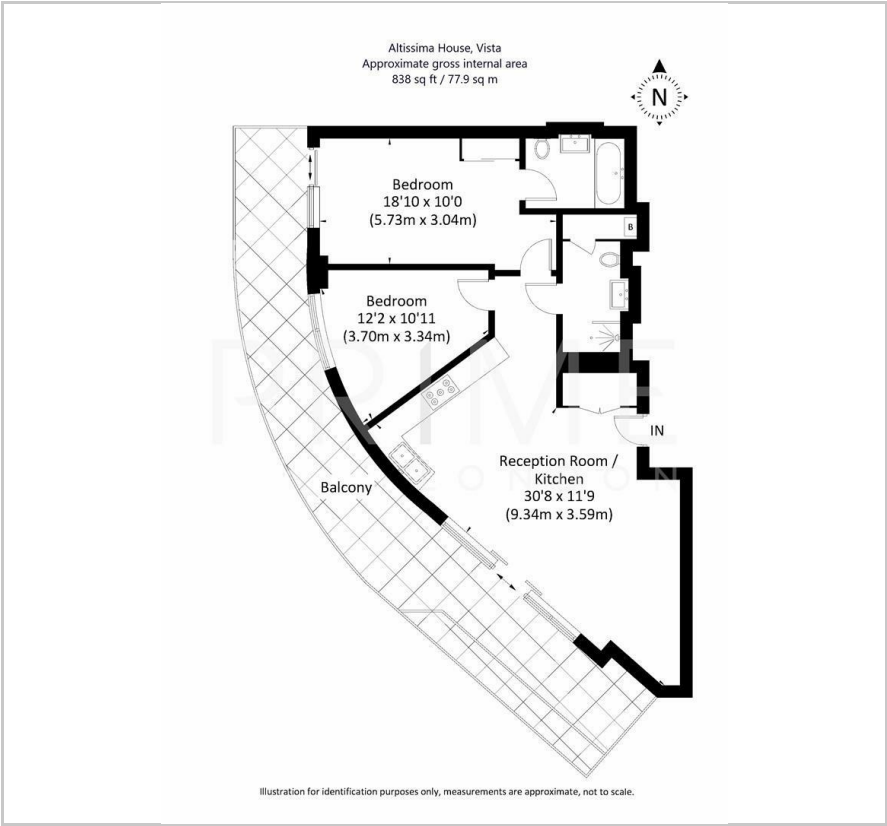 Altissima House, Vista
Approximate gross internal area
838 sq ft / 77.9 sq m
N
Bedroom
18'10 x 10'0
(5.73m x 3.04m)
B
Bedroom
12'2 x 10'11
(3.70m x 3.34m)
PRIME
LONDON
IN
Reception Room /
Kitchen
30'8 x 11'9
(9.34m x 3.59m)
Balcony
Illustration for identification purposes only, measurements are approximate, not to scale.